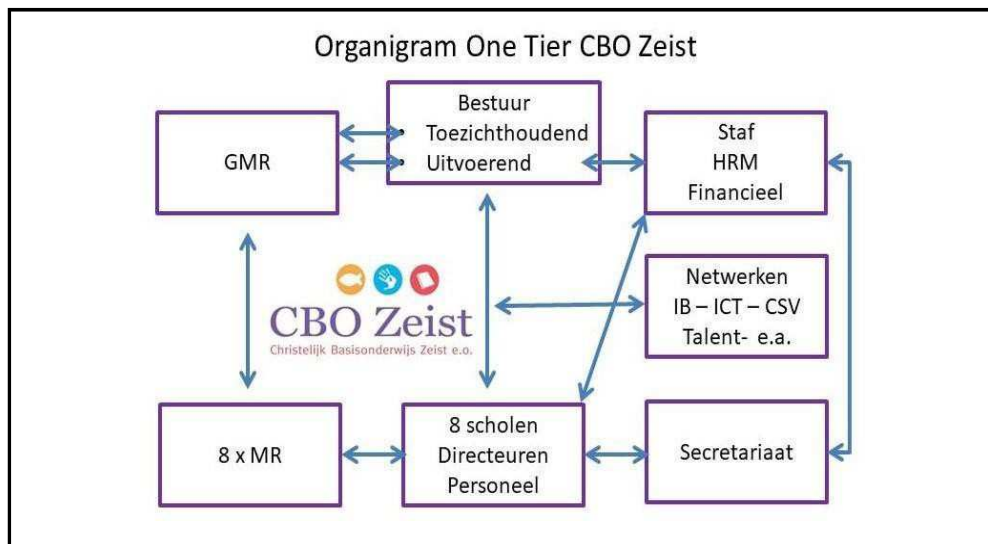 Organigram One Tier CBO Zeist
GMR
Bestuur
• Toezichthoudend
• Uitvoerend
Staf
HRM
Financieel
CBO Zeist
Christelijk Basisonderwijs Zeist e.o.
Netwerken
IB – ICT – CSV
Talent- e.a.
8 x MR
8 scholen
Directeuren
Personeel
Secretariaat